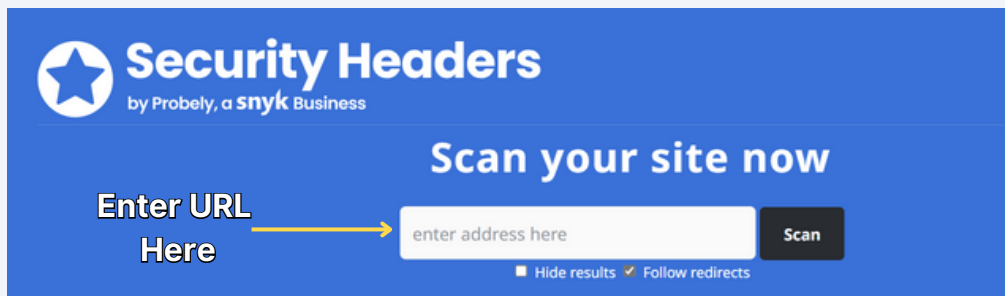 Security Headers
by Probely, a snyk Business
Scan your site now
Enter URL
Here
enter address here
Scan
Hide results Follow redirects